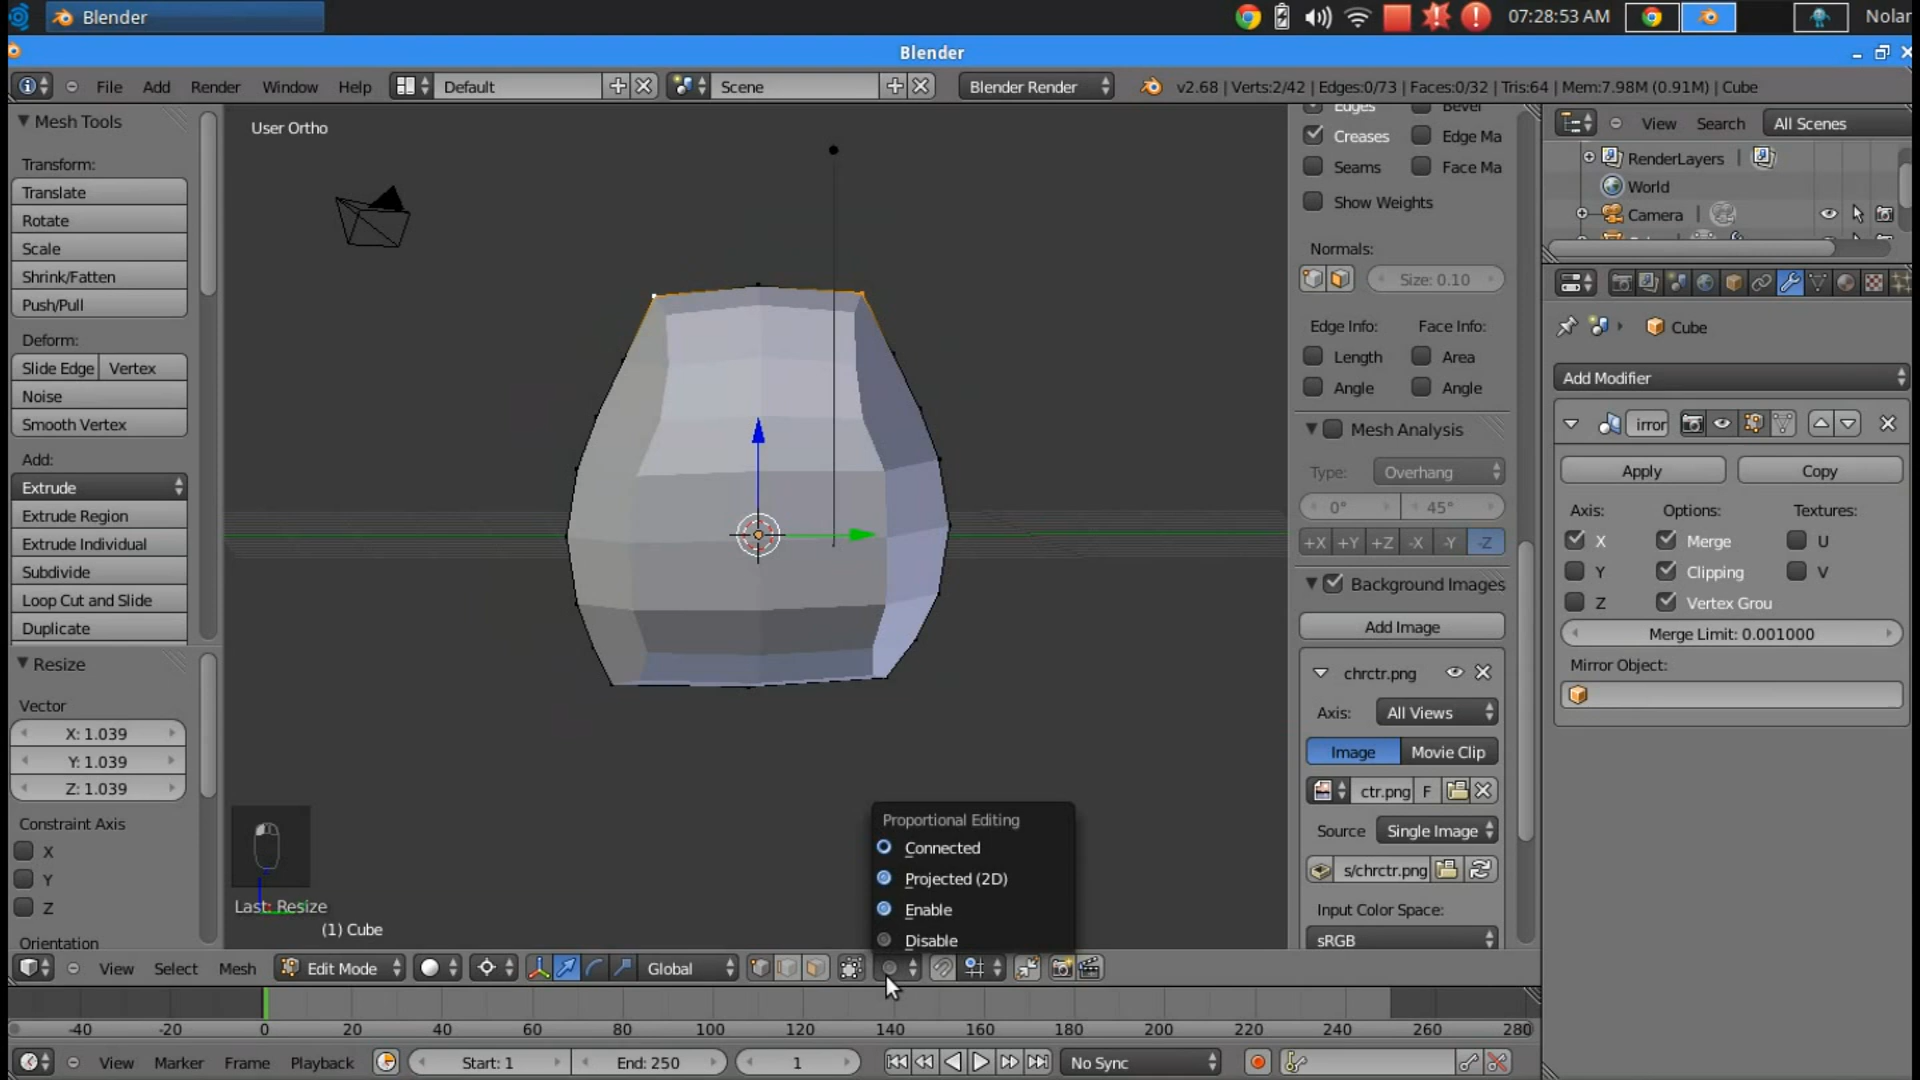 Blender
07:28:53 AM
Nolan
Blender
File Add Render Window Help Default Scene Blender Render v2.68 | Verts:2/42 | Edges:0/73 | Faces:0/32 | Tris:64 | Mem:7.98M (0.91M) | Cube
Mesh Tools
Transform:
Translate
Rotate
Scale
Shrink/Fatten
Push/Pull
Deform:
Slide Edge Vertex
Noise
Smooth Vertex
Add:
Extrude
Extrude Region
Extrude Individual
Subdivide
Loop Cut and Slide
Duplicate
Resize
Vector
X: 1.039
Y: 1.039
Z: 1.039
Constraint Axis
X
Y
Z
Orientation
User Ortho
Last: Resize
(1) Cube
Proportional Editing
Connected
Projected (2D)
Enable
Disable
View Select Mesh Edit Mode Global
-40 -20 0 20 40 60 80 100 120 140 160 180 200 220 240 260 280
View Marker Frame Playback Start: 1 End: 250 1 No Sync
Edges Bevel
Creases Edge Ma
Seams Face Ma
Show Weights
Normals:
Size: 0.10
Edge Info: Face Info:
Length Area
Angle Angle
Mesh Analysis
Type: Overhang
0° 45°
+X +Y +Z -X -Y -Z
Background Images
Add Image
chrctr.png
Axis: All Views
Image Movie Clip
ctr.png F
Source Single Image
s/chrctr.png
Input Color Space:
sRGB
View Search All Scenes
RenderLayers |
World
Camera
Cube
Add Modifier
irror
Apply Copy
Axis: Options: Textures:
X Merge U
Y Clipping V
Z Vertex Grou
Merge Limit: 0.001000
Mirror Object: